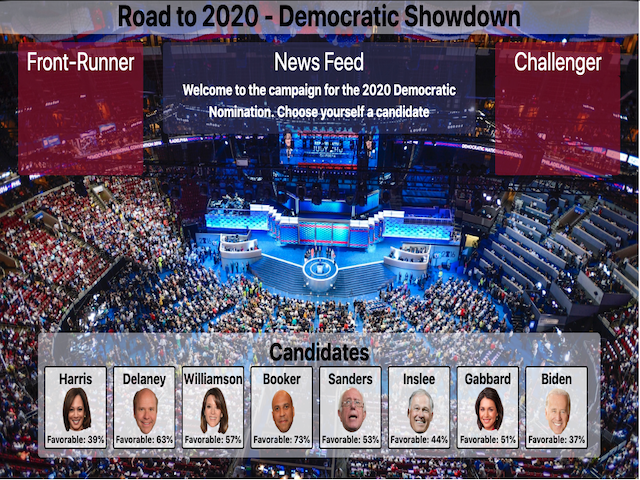 Road to 2020 - Democratic Showdown
Front-Runner
News Feed
Challenger
Welcome to the campaign for the 2020 Democratic
Nomination. Choose yourself a candidate
Candidates
Harris
Delaney
Williamson
Booker
Sanders
Inslee
Gabbard
Biden
Favorable: 39%
Favorable: 63%
Favorable: 57%
Favorable: 73%
Favorable: 53%
Favorable: 44%
Favorable: 51%
Favorable: 37%